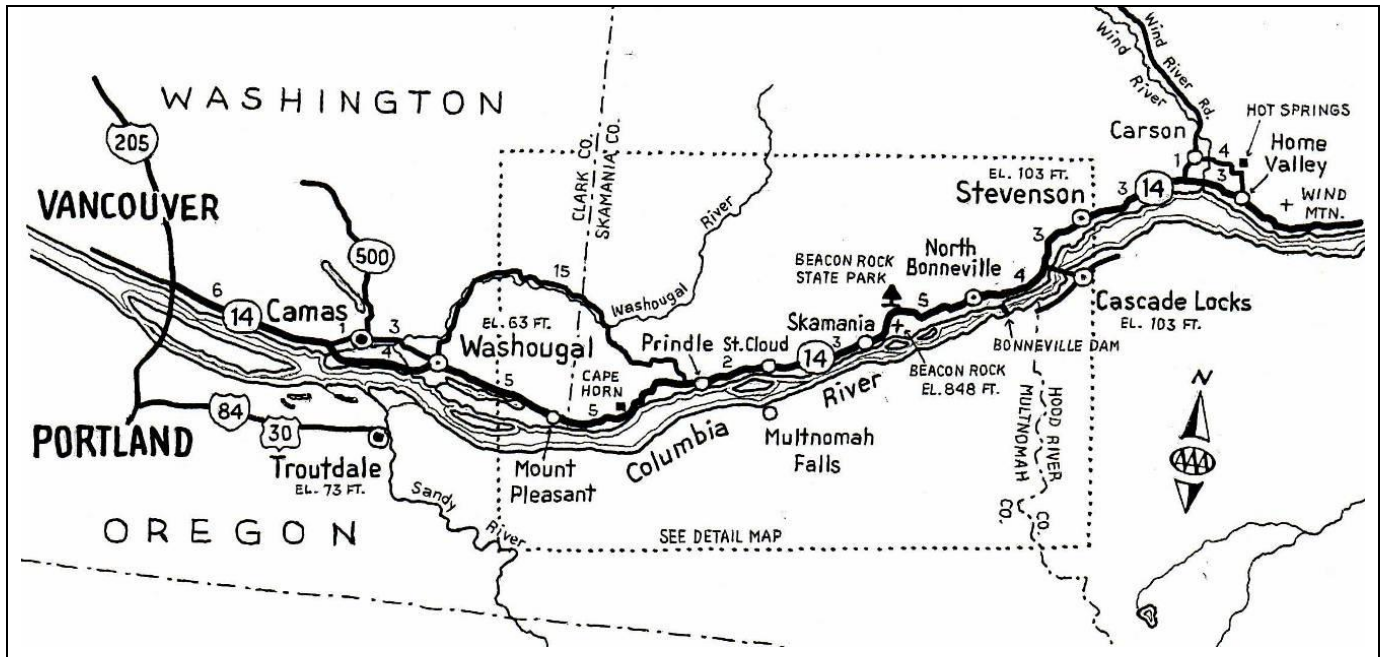 WASHINGTON
205
VANCOUVER
500
6
14
Camas
1
3
4
EL. 63 FT.
Washougal
15
CLARK CO.
SKAMANIA CO.
Washougal
River
5
CAPE
HORN
5
Mount
Pleasant
Prindle
2
St. Cloud
14
3
Skamania
BEACON ROCK
STATE PARK
5
North
Bonneville
4
EL. 103 FT.
Stevenson
3
3
14
Carson
1
4
3
Wind
River
Wind River Rd.
HOT SPRINGS
Home
Valley
WIND
MTN.
Cascade Locks
EL. 103 FT.
BONNEVILLE DAM
BEACON ROCK
EL. 848 FT.
Columbia
River
Multnomah
Falls
HOOD RIVER CO.
MULTNOMAH CO.
84
30
PORTLAND
Troutdale
EL. 73 FT.
Sandy
River
OREGON
SEE DETAIL MAP
N
AAA